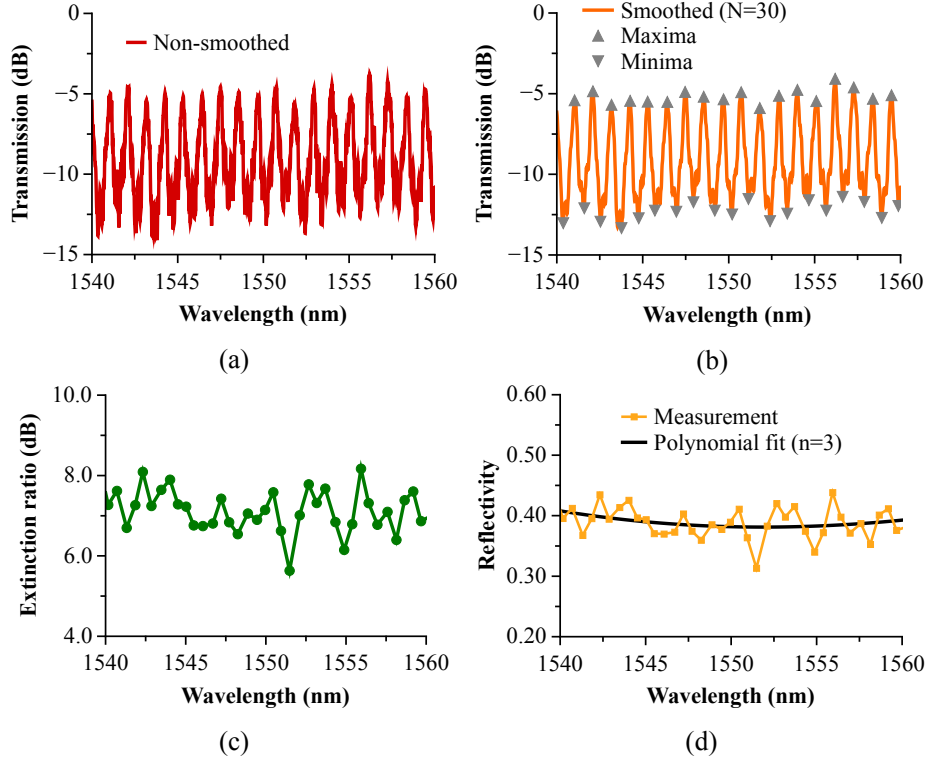 0
−5
−10
−15
Transmission (dB)
Non-smoothed
1540 1545 1550 1555 1560
Wavelength (nm)
(a)
0
−5
−10
−15
Transmission (dB)
Smoothed (N=30)
Maxima
Minima
1540 1545 1550 1555 1560
Wavelength (nm)
(b)
10.0
8.0
6.0
4.0
Extinction ratio (dB)
1540 1545 1550 1555 1560
Wavelength (nm)
(c)
0.60
0.50
0.40
0.30
0.20
Reflectivity
Measurement
Polynomial fit (n=3)
1540 1545 1550 1555 1560
Wavelength (nm)
(d)